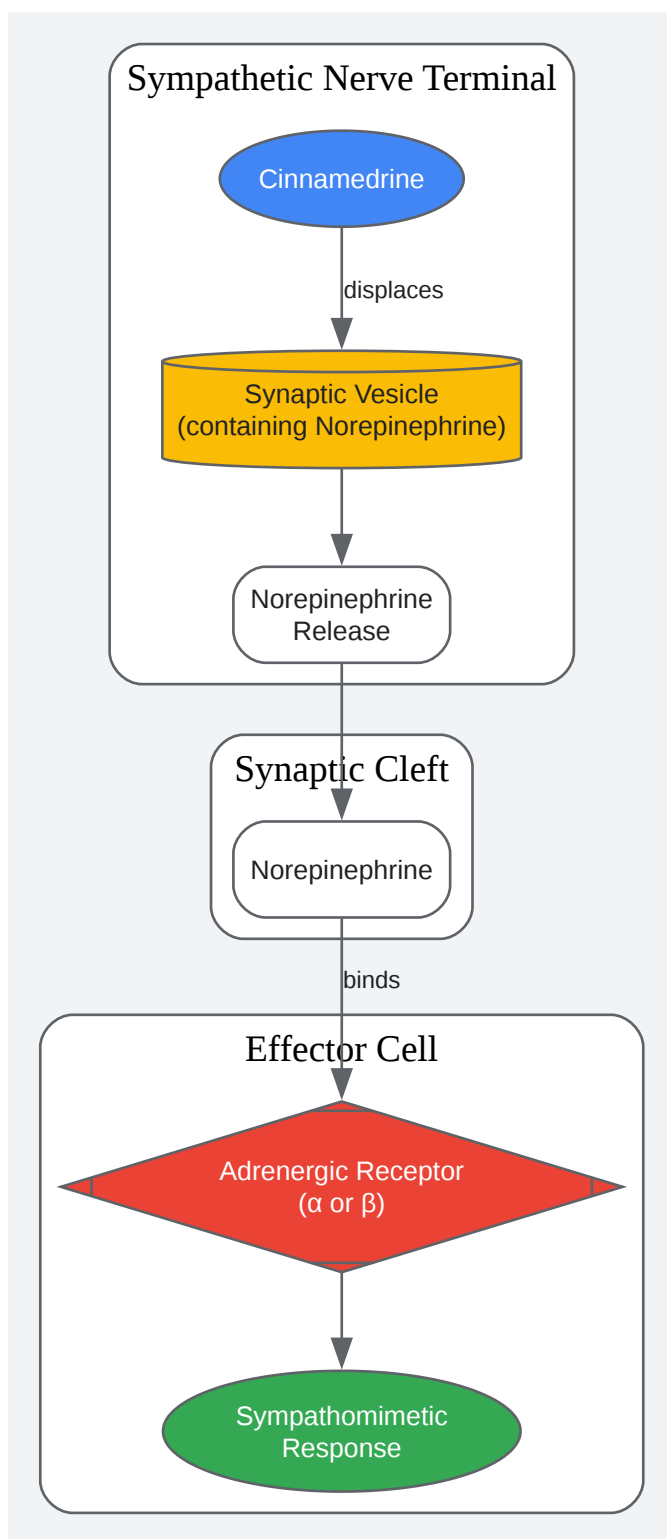 Sympathetic Nerve Terminal
Cinnamedrine
displaces
Synaptic Vesicle
(containing Norepinephrine)
Norepinephrine
Release
Synaptic Cleft
Norepinephrine
binds
Effector Cell
Adrenergic Receptor
(α or β)
Sympathomimetic
Response